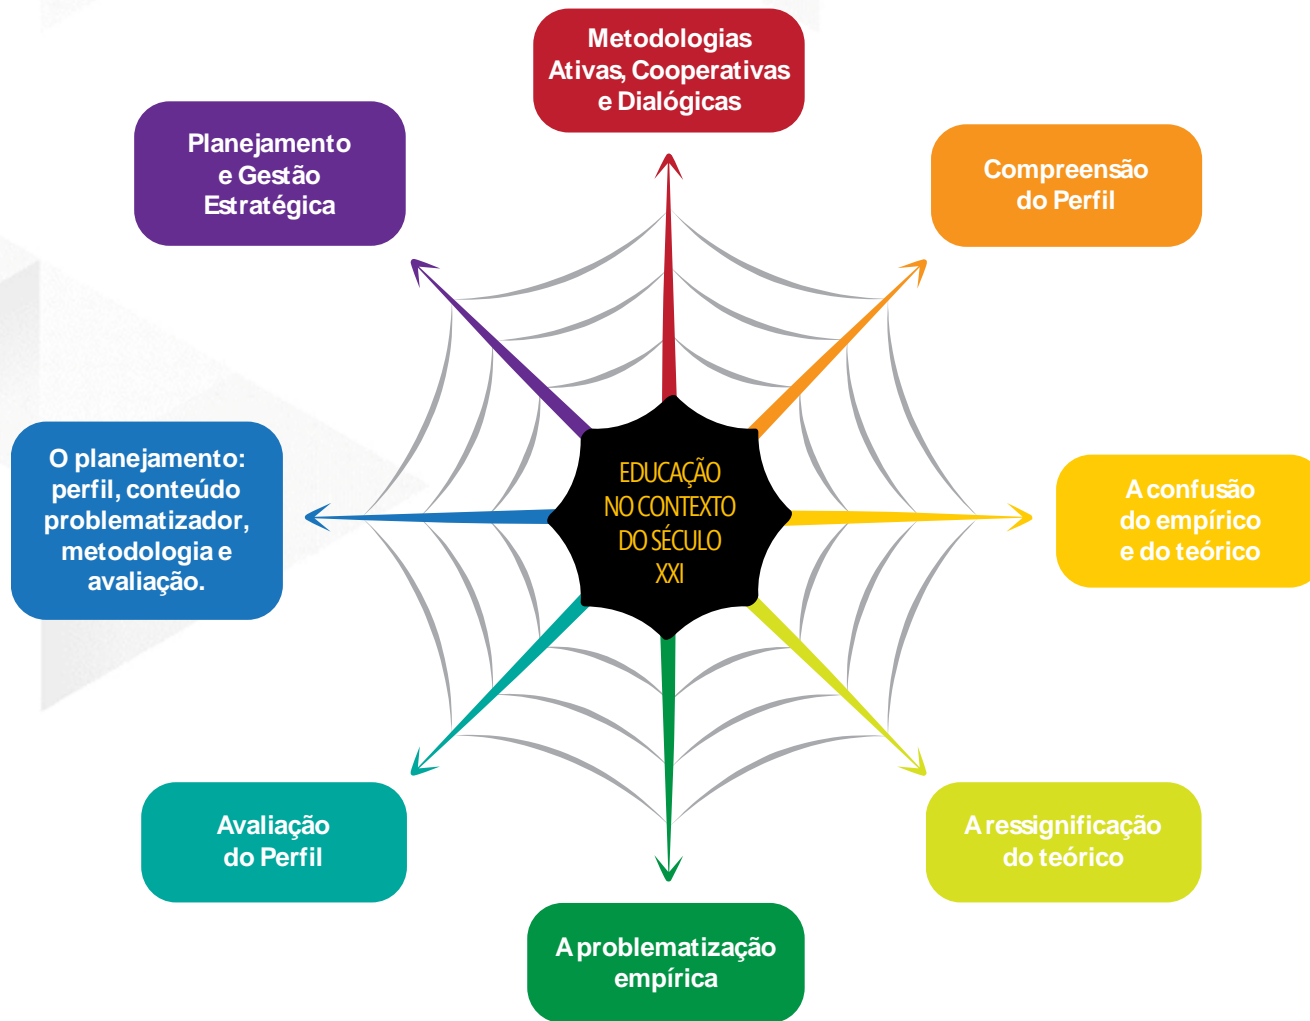 Metodologias
Ativas, Cooperativas
e Dialógicas
Planejamento
e Gestão
Estratégica
Compreensão
do Perfil
O planejamento:
perfil, conteúdo
problematizador,
metodologia e
avaliação.
EDUCAÇÃO
NO CONTEXTO
DO SÉCULO
XXI
A confusão
do empírico
e do teórico
Avaliação
do Perfil
A ressignificação
do teórico
A problematização
empírica